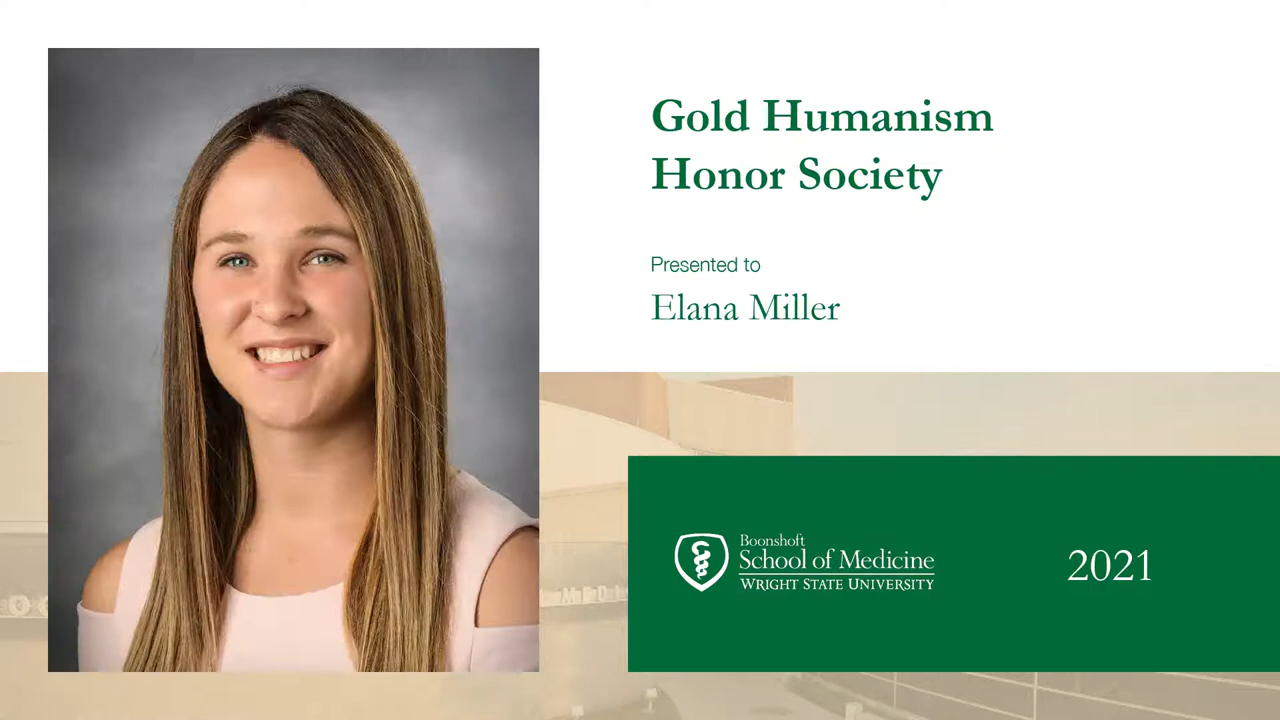 Gold Humanism
Honor Society
Presented to
Elana Miller
Boonshoft
School of Medicine
WRIGHT STATE UNIVERSITY
2021